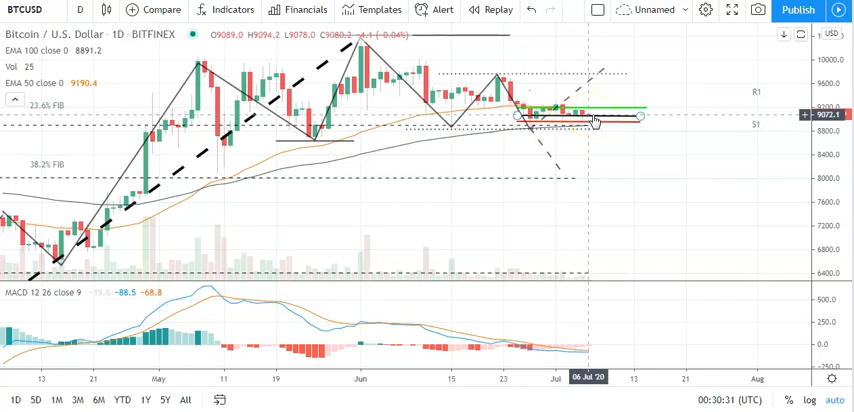 BTCUSD D Compare Indicators Financials Templates Alert Replay Unnamed Publish
Bitcoin / U.S. Dollar · 1D · BITFINEX O9089.0 H9094.2 L9078.0 C9080.2 -4.1 (-0.04%) USD
EMA 100 close 0 8891.2
Vol 25
EMA 50 close 0 9190.4
23.6% FIB
38.2% FIB
R1
S1
9600.0
9200.0
9072.1
8800.0
8400.0
8000.0
7600.0
7200.0
6800.0
6400.0
MACD 12 26 close 9 -19.6 -88.5 -68.8
500.0
250.0
0.0
-250.0
13 21 May 11 19 Jun 15 23 Jul 06 Jul '20 13 21 Aug
1D 5D 1M 3M 6M YTD 1Y 5Y All 00:30:31 (UTC) % log auto